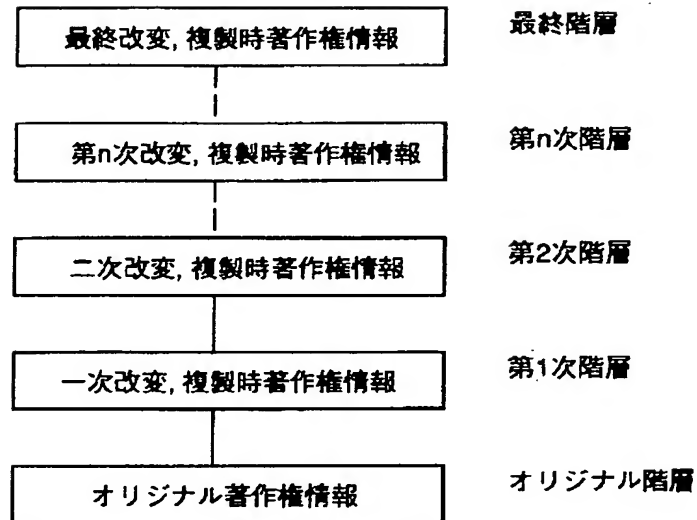 最終改変, 複製時著作権情報 最終階層
第n次改変, 複製時著作権情報 第n次階層
二次改変, 複製時著作権情報 第2次階層
一次改変, 複製時著作権情報 第1次階層
オリジナル著作権情報 オリジナル階層